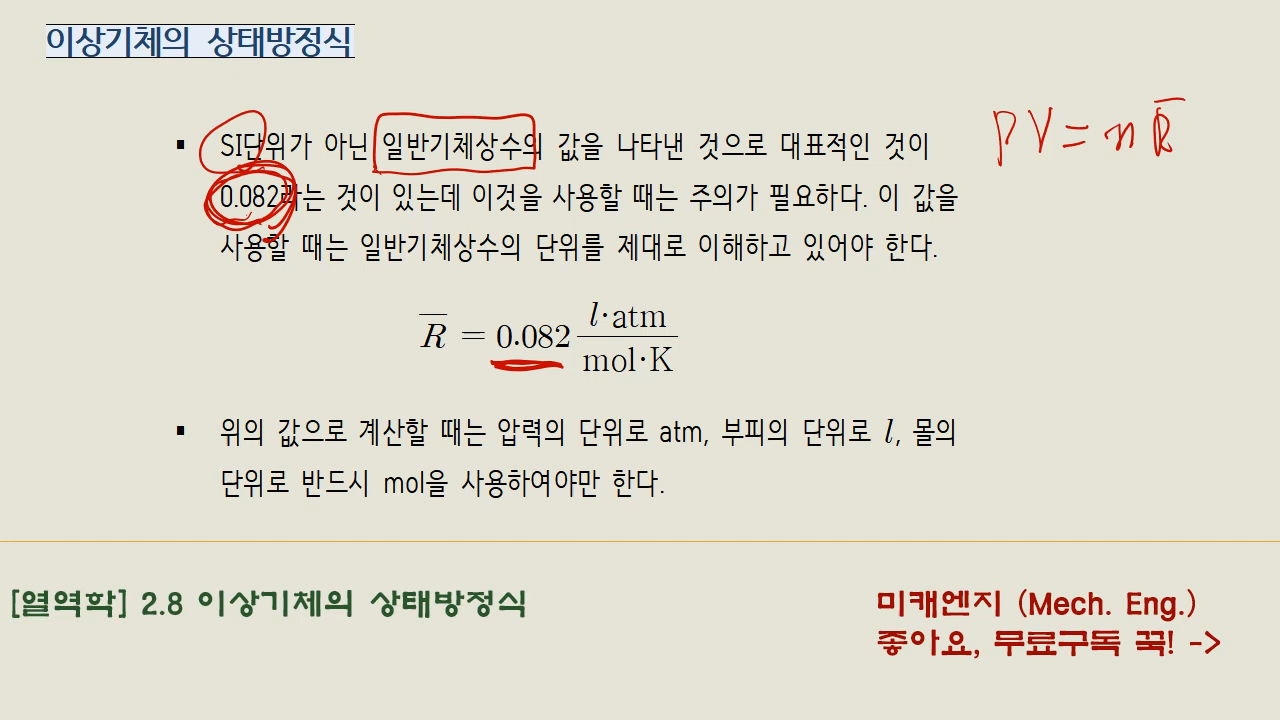 이상기체의 상태방정식
▪ SI단위가 아닌 일반기체상수의 값을 나타낸 것으로 대표적인 것이
0.082라는 것이 있는데 이것을 사용할 때는 주의가 필요하다. 이 값을
사용할 때는 일반기체상수의 단위를 제대로 이해하고 있어야 한다.
PV = n R̅
R̅ = 0.082 l·atm / mol·K
▪ 위의 값으로 계산할 때는 압력의 단위로 atm, 부피의 단위로 l, 몰의
단위로 반드시 mol을 사용하여야만 한다.
[열역학] 2.8 이상기체의 상태방정식
미캐엔지 (Mech. Eng.)
좋아요, 무료구독 꾹! ->